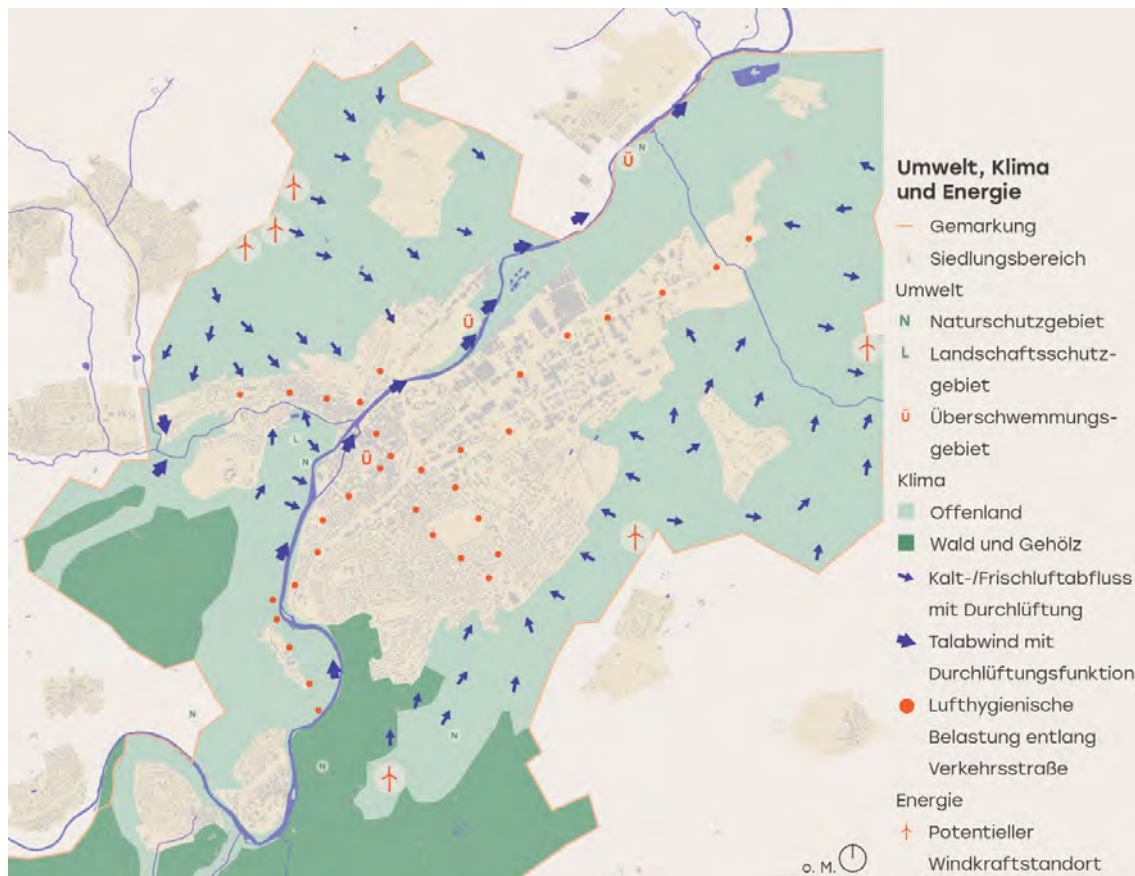 Umwelt, Klima
und Energie
Gemarkung
Siedlungsbereich
Umwelt
N Naturschutzgebiet
L Landschaftsschutz-
gebiet
Ü Überschwemmungs-
gebiet
Klima
Offenland
Wald und Gehölz
Kalt-/Frischluftabfluss
mit Durchlüftung
Talabwind mit
Durchlüftungsfunktion
Lufthygienische
Belastung entlang
Verkehrsstraße
Energie
Potentieller
Windkraftstandort
N
Ü
Ü
L
Ü
N
N
N
N
o. M.